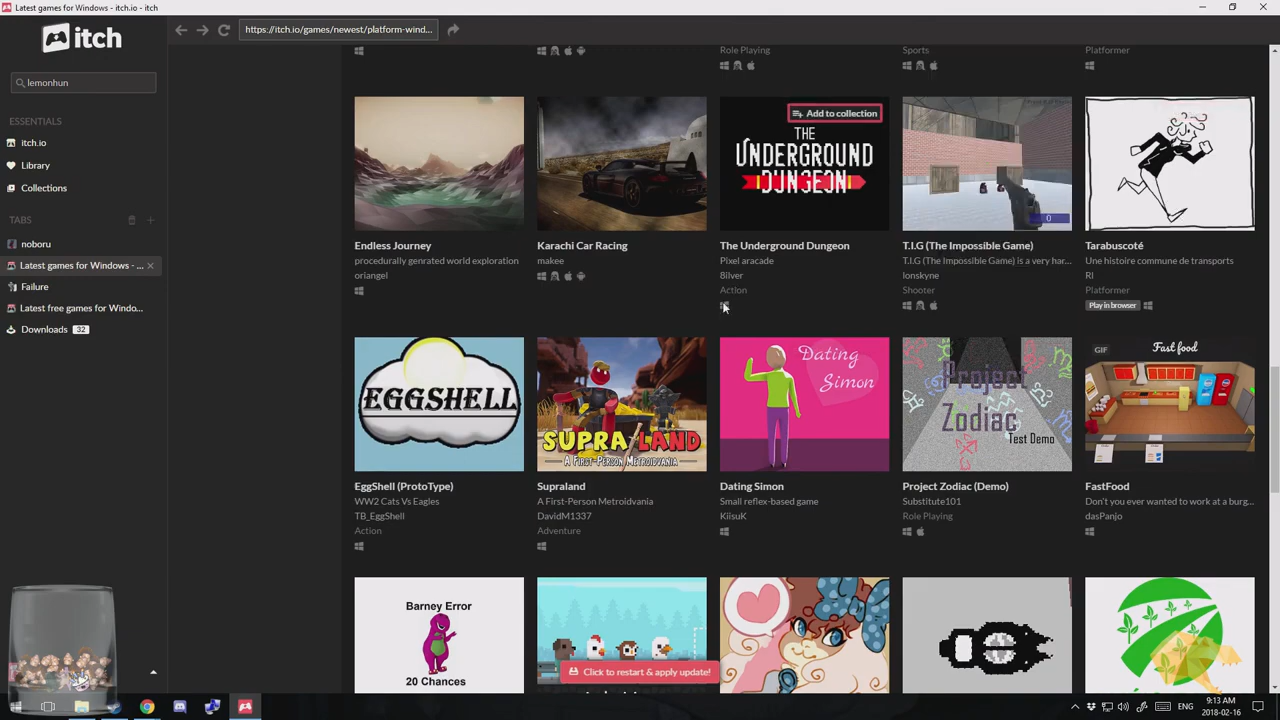 Latest games for Windows - itch.io - itch
itch
https://itch.io/games/newest/platform-wind...
lemonhun
ESSENTIALS
itch.io
Library
Collections
TABS
noboru
Latest games for Windows - ...
Failure
Latest free games for Windo...
Downloads 32
Role Playing
Sports
Platformer
Add to collection
THE
UNDERGROUND
DUNGEON
0
Endless Journey
procedurally genrated world exploration
oriangel
Karachi Car Racing
makee
The Underground Dungeon
Pixel aracade
8ilver
Action
T.I.G (The Impossible Game)
T.I.G (The Impossible Game) is a very har...
lonskyne
Shooter
Tarabuscoté
Une histoire commune de transports
Rl
Platformer
Play in browser
EGGSHELL
SUPRALAND
A FIRST-PERSON METROIDVANIA
Dating
Simon
Project
Zodiac
Test Demo
GIF
Fast food
EggShell (ProtoType)
WW2 Cats Vs Eagles
TB_EggShell
Action
Supraland
A First-Person Metroidvania
DavidM1337
Adventure
Dating Simon
Small reflex-based game
KiisuK
Project Zodiac (Demo)
Substitute101
Role Playing
FastFood
Don't you ever wanted to work at a burg...
dasPanjo
Barney Error
20 Chances
Click to restart & apply update!
ENG
9:13 AM
2018-02-16